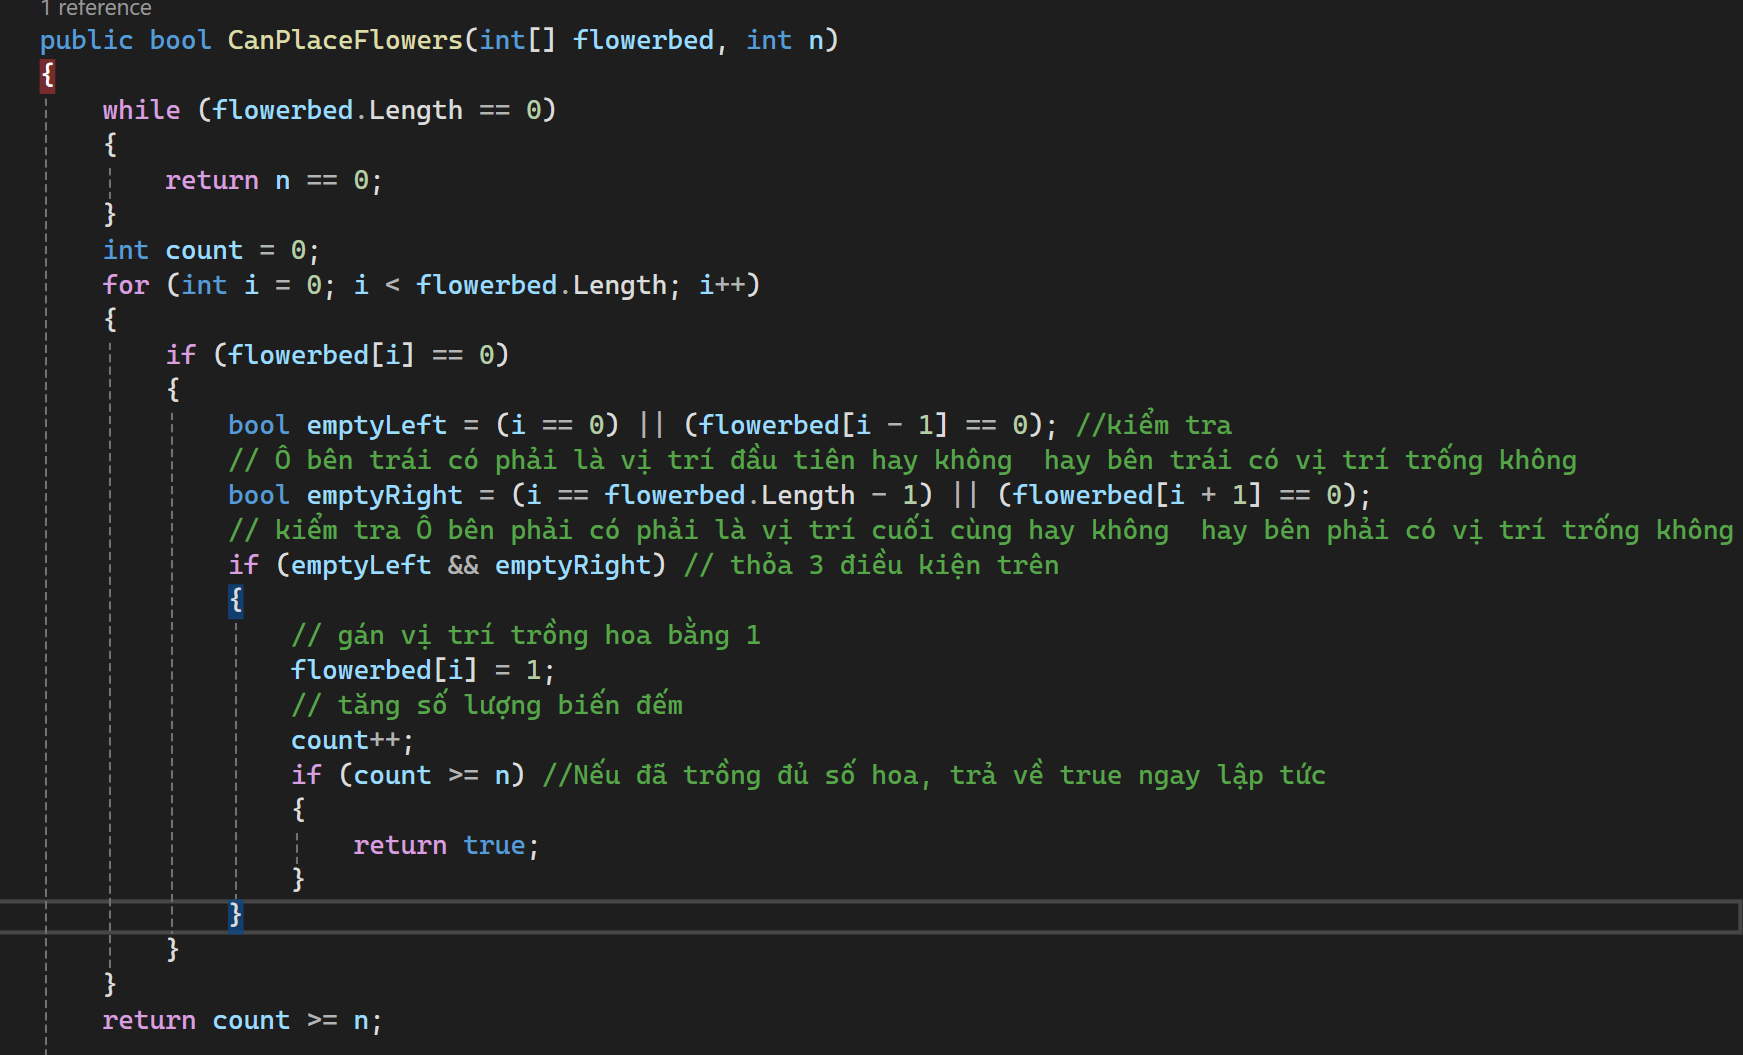 1 reference
public bool CanPlaceFlowers(int[] flowerbed, int n)
{
while (flowerbed.Length == 0)
{
return n == 0;
}
int count = 0;
for (int i = 0; i < flowerbed.Length; i++)
{
if (flowerbed[i] == 0)
{
bool emptyLeft = (i == 0) || (flowerbed[i - 1] == 0); //kiểm tra
// Ô bên trái có phải là vị trí đầu tiên hay không  hay bên trái có vị trí trống không
bool emptyRight = (i == flowerbed.Length - 1) || (flowerbed[i + 1] == 0);
// kiểm tra Ô bên phải có phải là vị trí cuối cùng hay không  hay bên phải có vị trí trống không
if (emptyLeft && emptyRight) // thỏa 3 điều kiện trên
{
// gán vị trí trồng hoa bằng 1
flowerbed[i] = 1;
// tăng số lượng biến đếm
count++;
if (count >= n) //Nếu đã trồng đủ số hoa, trả về true ngay lập tức
{
return true;
}
}
}
}
return count >= n;